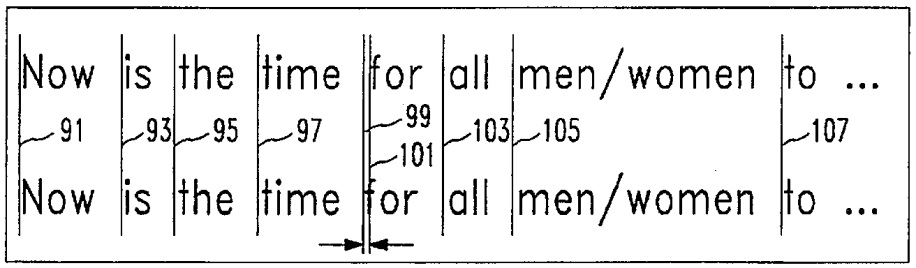 Now is the time for all men/women to ...
91 93 95 97 99 103 105 107
101
Now is the time for all men/women to ...